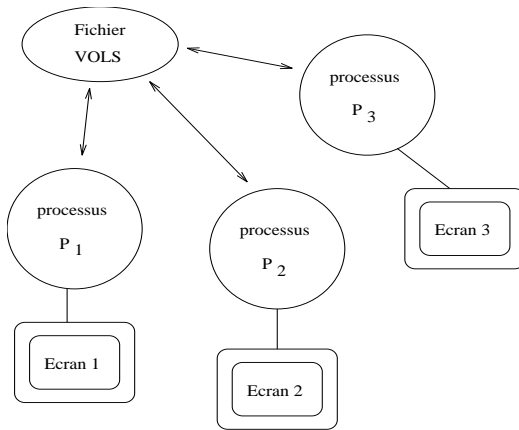 Fichier
VOLS
processus
P 3
processus
P 1
processus
P 2
Ecran 3
Ecran 1
Ecran 2